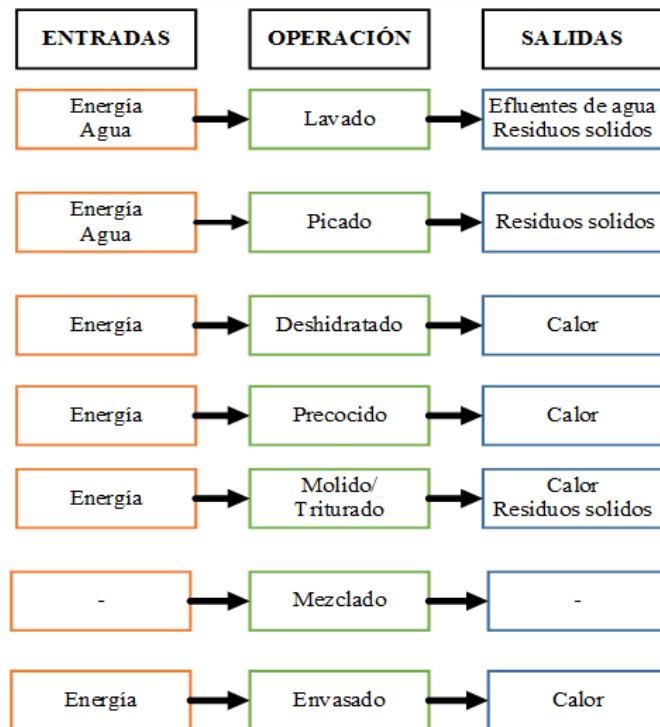 ENTRADAS
OPERACIÓN
SALIDAS
Energía
Agua
Lavado
Efluentes de agua
Residuos solidos
Energía
Agua
Picado
Residuos solidos
Energía
Deshidratado
Calor
Energía
Precocido
Calor
Energía
Molido/
Triturado
Calor
Residuos solidos
-
Mezclado
-
Energía
Envasado
Calor